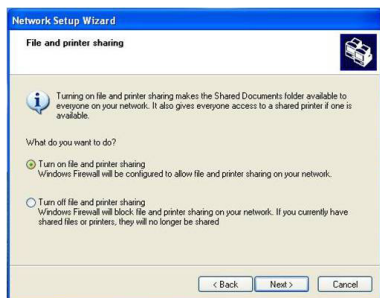 Network Setup Wizard
File and printer sharing
Turning on file and printer sharing makes the Shared Documents folder available to
everyone on your network. It also gives everyone access to a shared printer if one is
available.
What do you want to do?
Turn on file and printer sharing
Windows Firewall will be configured to allow file and printer sharing on your network.
Turn off file and printer sharing
Windows Firewall will block file and printer sharing on your network. If you currently have
shared files or printers, they will no longer be shared
< Back Next > Cancel